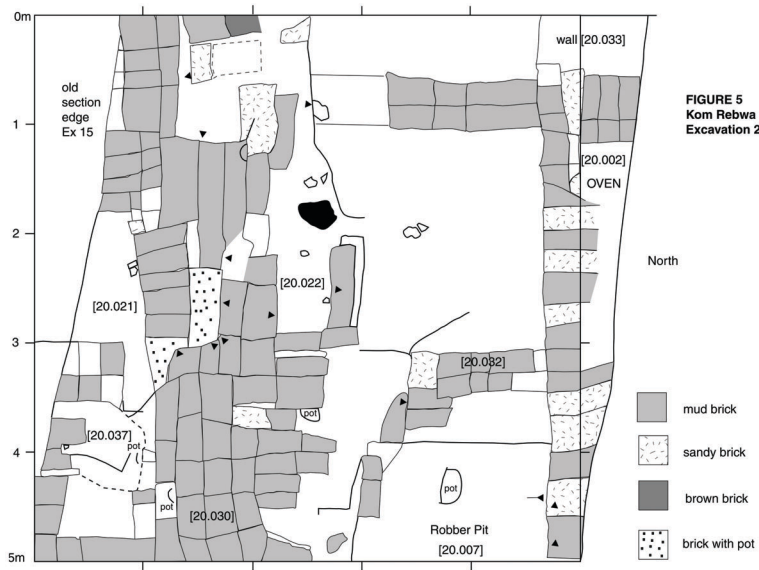 0m
wall [20.033]
old
section
edge
Ex 15
FIGURE 5
Kom Rebwa
Excavation 2
1
[20.002]
OVEN
2
North
[20.021]
[20.022]
3
[20.032]
mud brick
pot
[20.037]
pot
sandy brick
4
pot
pot
brown brick
[20.030]
Robber Pit
[20.007]
brick with pot
5m